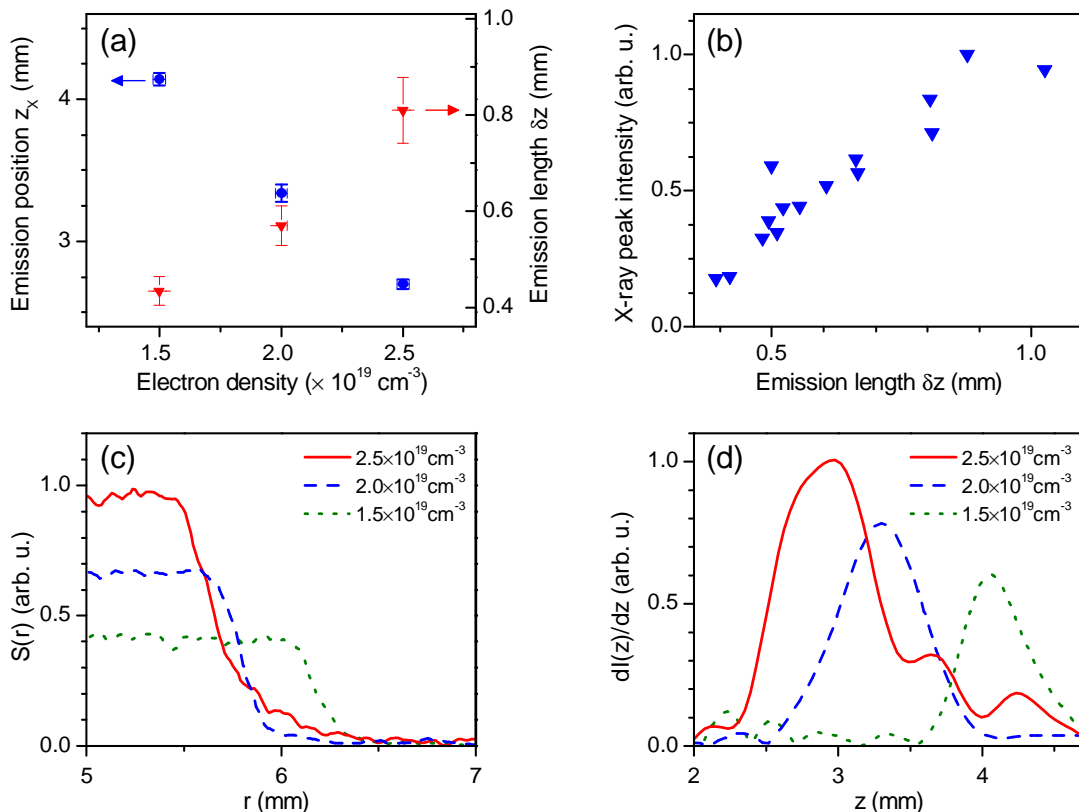 (a)
Emission position z_x (mm)
4
3
1.0
0.8
0.6
0.4
Emission length δz (mm)
1.5 2.0 2.5
Electron density (× 10^19 cm^-3)
(b)
X-ray peak intensity (arb. u.)
1.0
0.5
0.0
0.5 1.0
Emission length δz (mm)
(c)
2.5×10^19cm^-3
2.0×10^19cm^-3
1.5×10^19cm^-3
S(r) (arb. u.)
1.0
0.5
0.0
5 6 7
r (mm)
(d)
2.5×10^19cm^-3
2.0×10^19cm^-3
1.5×10^19cm^-3
dI(z)/dz (arb. u.)
1.0
0.5
0.0
2 3 4
z (mm)